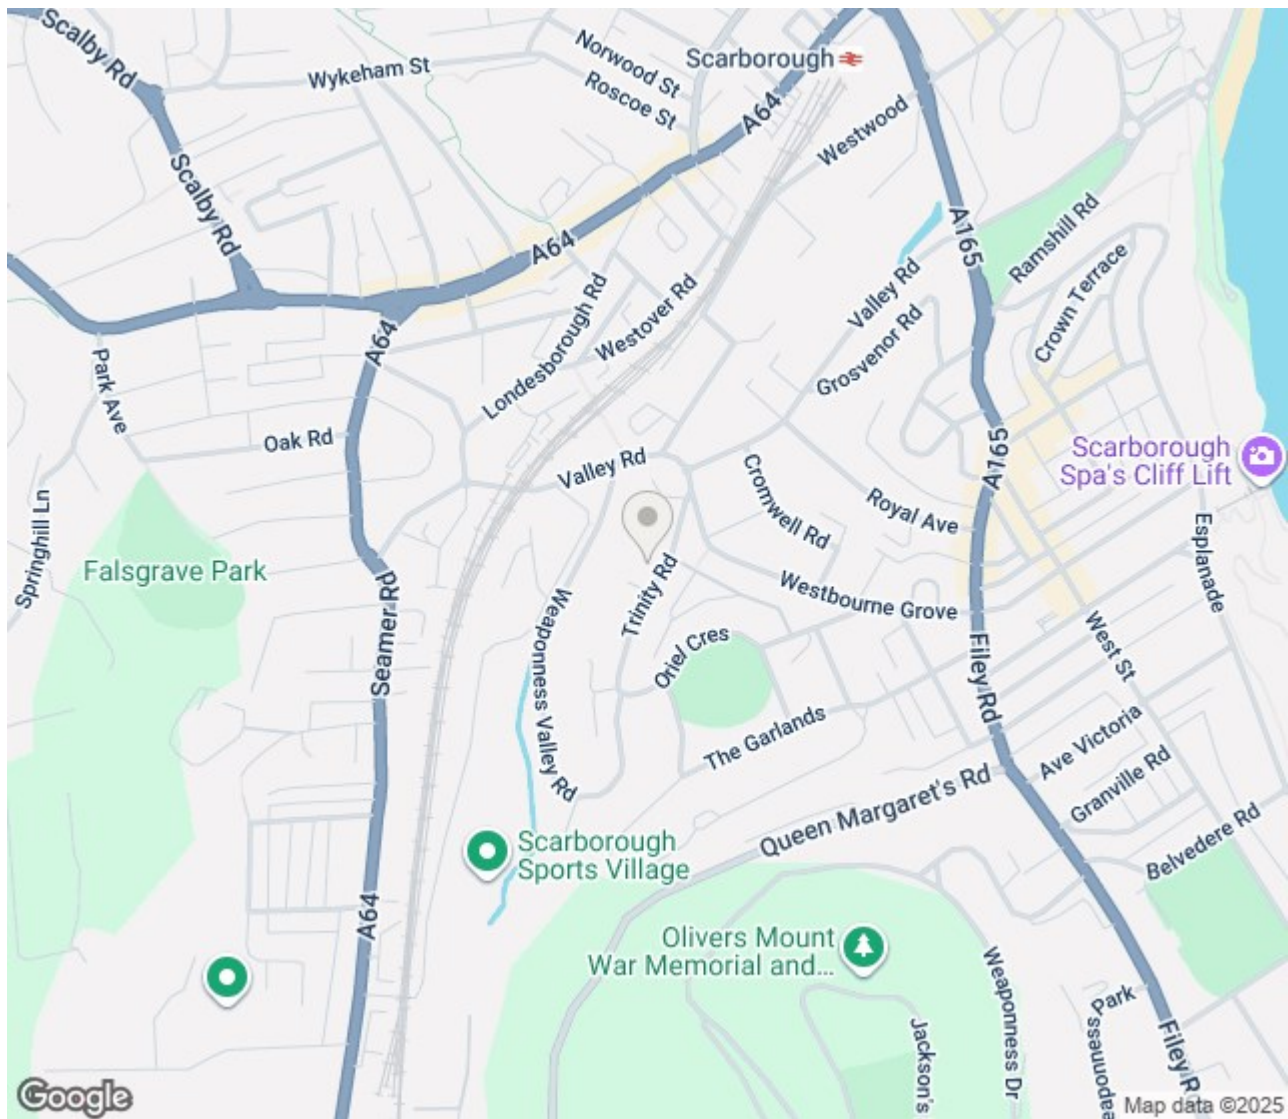 Scalby Rd
Wykeham St
Norwood St
Roscoe St
Scarborough
A64
Westwood
Scalby Rd
A64
A165
Ramshill Rd
Valley Rd
Crown Terrace
Londesborough Rd
Westover Rd
Grosvenor Rd
A64
Park Ave
Oak Rd
Valley Rd
Cromwell Rd
Royal Ave
A165
Scarborough
Spa's Cliff Lift
Springhill Ln
Falsgrave Park
Seamer Rd
Weaponness Valley Rd
Trinity Rd
Oriel Cres
Westbourne Grove
Esplanade
Filey Rd
West St
The Garlands
Ave Victoria
Granville Rd
Queen Margaret's Rd
Belvedere Rd
Scarborough
Sports Village
A64
Olivers Mount
War Memorial and...
Weaponness Dr
Jackson's
Park
eaponness
Filey R
Google
Map data ©2025